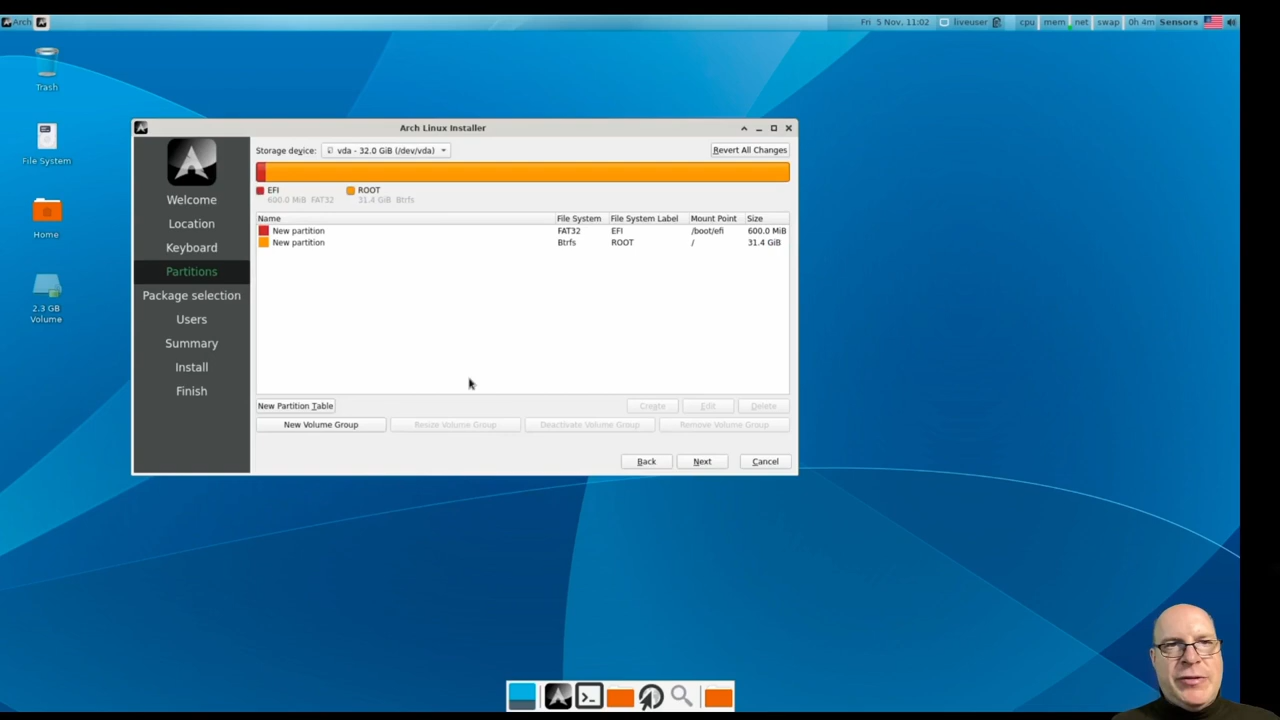 Arch
Fri 5 Nov, 11:02 liveuser cpu mem net swap 0h 4m Sensors
Trash
File System
Home
2.3 GB
Volume
Arch Linux Installer
Welcome
Location
Keyboard
Partitions
Package selection
Users
Summary
Install
Finish
Storage device: vda - 32.0 GiB (/dev/vda) Revert All Changes
EFI ROOT
600.0 MiB FAT32 31.4 GiB Btrfs
Name File System File System Label Mount Point Size
New partition FAT32 EFI /boot/efi 600.0 MiB
New partition Btrfs ROOT / 31.4 GiB
New Partition Table Create Edit Delete
New Volume Group Resize Volume Group Deactivate Volume Group Remove Volume Group
Back Next Cancel